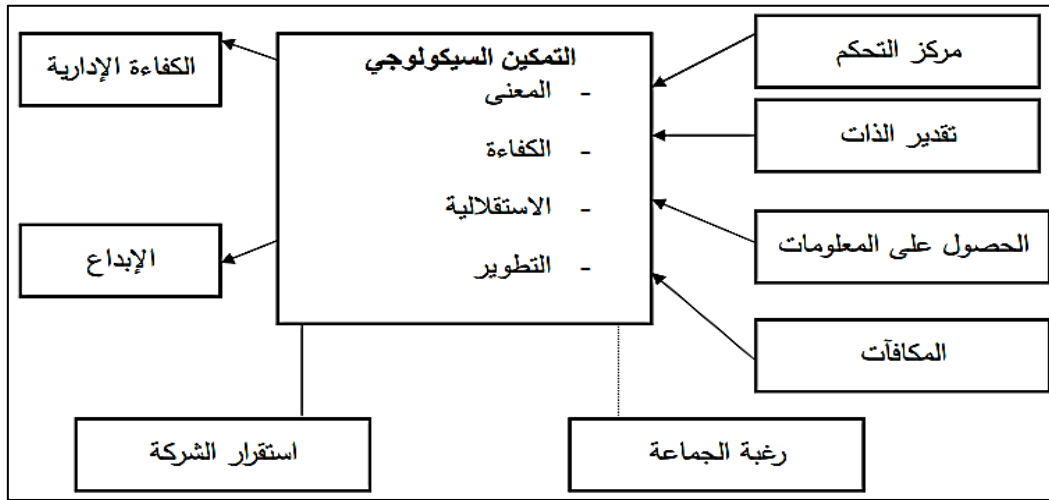 التمكين السيكولوجي
- المعنى
- الكفاءة
- الاستقلالية
- التطوير
مركز التحكم
تقدير الذات
الحصول على المعلومات
المكافآت
الكفاءة الإدارية
الإبداع
رغبة الجماعة
استقرار الشركة